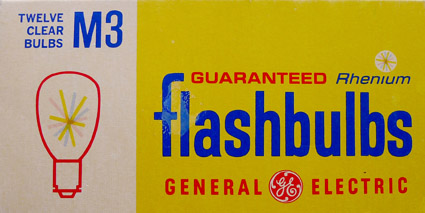 TWELVE
CLEAR
BULBS M3
GUARANTEED Rhenium
flashbulbs
GENERAL GE ELECTRIC